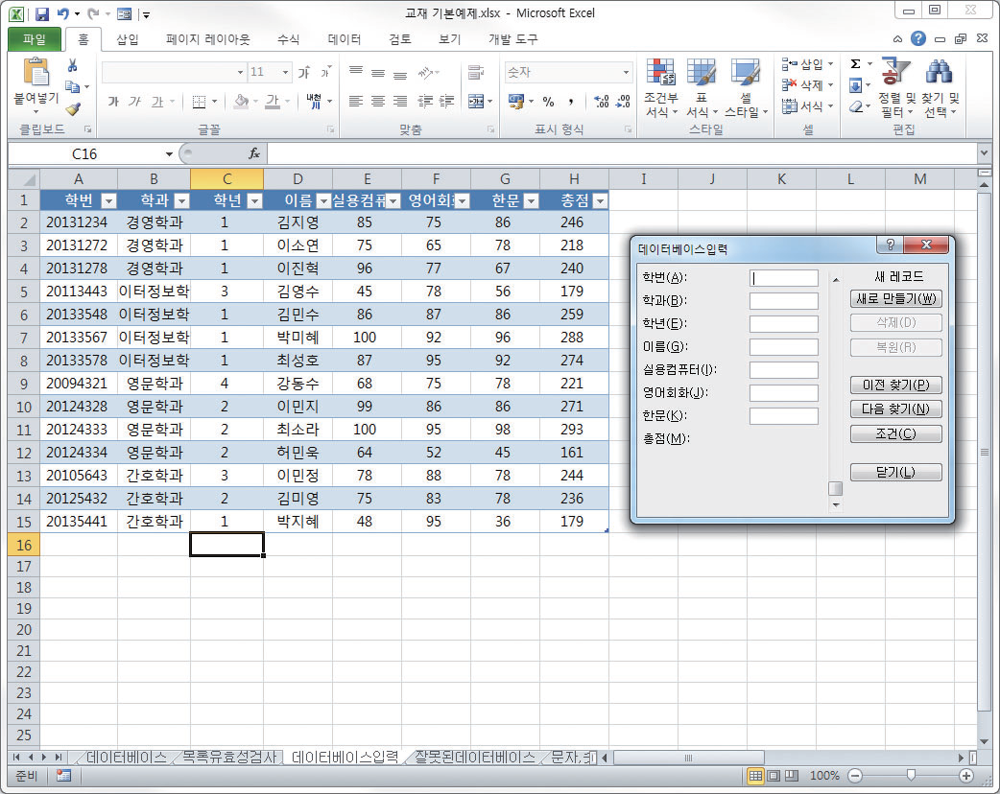 교재 기본예제.xlsx - Microsoft Excel
파일 홈 삽입 페이지 레이아웃 수식 데이터 검토 보기 개발 도구
붙여넣기
클립보드
11 가 가
가 가 가 가 내천
글꼴
맞춤
숫자
% ,
표시 형식
조건부 서식 표 서식 셀 스타일
스타일
삽입
삭제
서식
셀
Σ
정렬 및 필터 찾기 및 선택
편집
C16 fx
A B C D E F G H I J K L M
1 학번 학과 학년 이름 실용컴퓨 영어회화 한문 총점
2 20131234 경영학과 1 김지영 85 75 86 246
3 20131272 경영학과 1 이소연 75 65 78 218
4 20131278 경영학과 1 이진혁 96 77 67 240
5 20113443 이터정보학 3 김영수 45 78 56 179
6 20133548 이터정보학 1 김민수 86 87 86 259
7 20133567 이터정보학 1 박미혜 100 92 96 288
8 20133578 이터정보학 1 최성호 87 95 92 274
9 20094321 영문학과 4 강동수 68 75 78 221
10 20124328 영문학과 2 이민지 99 86 86 271
11 20124333 영문학과 2 최소라 100 95 98 293
12 20124334 영문학과 2 허민욱 64 52 45 161
13 20105643 간호학과 3 이민정 78 88 78 244
14 20125432 간호학과 2 김미영 75 83 78 236
15 20135441 간호학과 1 박지혜 48 95 36 179
16
17
18
19
20
21
22
23
24
25
데이터베이스입력
학번(A):
학과(B):
학년(E):
이름(G):
실용컴퓨터(I):
영어회화(J):
한문(K):
총점(M):
새 레코드
새로 만들기(W)
삭제(D)
복원(R)
이전 찾기(P)
다음 찾기(N)
조건(C)
닫기(L)
데이터베이스 목록유효성검사 데이터베이스입력 잘못된데이터베이스 문자,
준비 100%